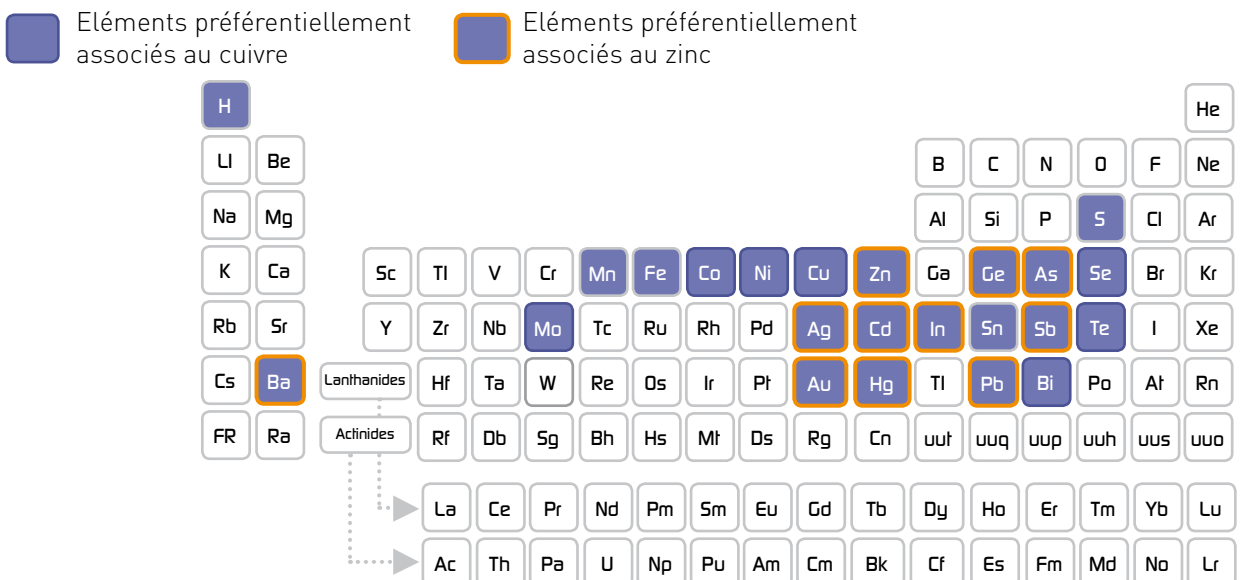 Eléments préférentiellement
associés au cuivre
Eléments préférentiellement
associés au zinc
H He
LI Be B C N O F Ne
Na Mg Al Si P S Cl Ar
K Ca Sc TI V Cr Mn Fe Co Ni Cu Zn Ga Ge As Se Br Kr
Rb Sr Y Zr Nb Mo Tc Ru Rh Pd Ag Cd In Sn Sb Te I Xe
Cs Ba Lanthanides Hf Ta W Re Os Ir Pt Au Hg Tl Pb Bi Po At Rn
FR Ra Actinides Rf Db Sg Bh Hs Mt Ds Rg Cn uut uuq uup uuh uus uuo
La Ce Pr Nd Pm Sm Eu Gd Tb Dy Ho Er Tm Yb Lu
Ac Th Pa U Np Pu Am Cm Bk Cf Es Fm Md No Lr